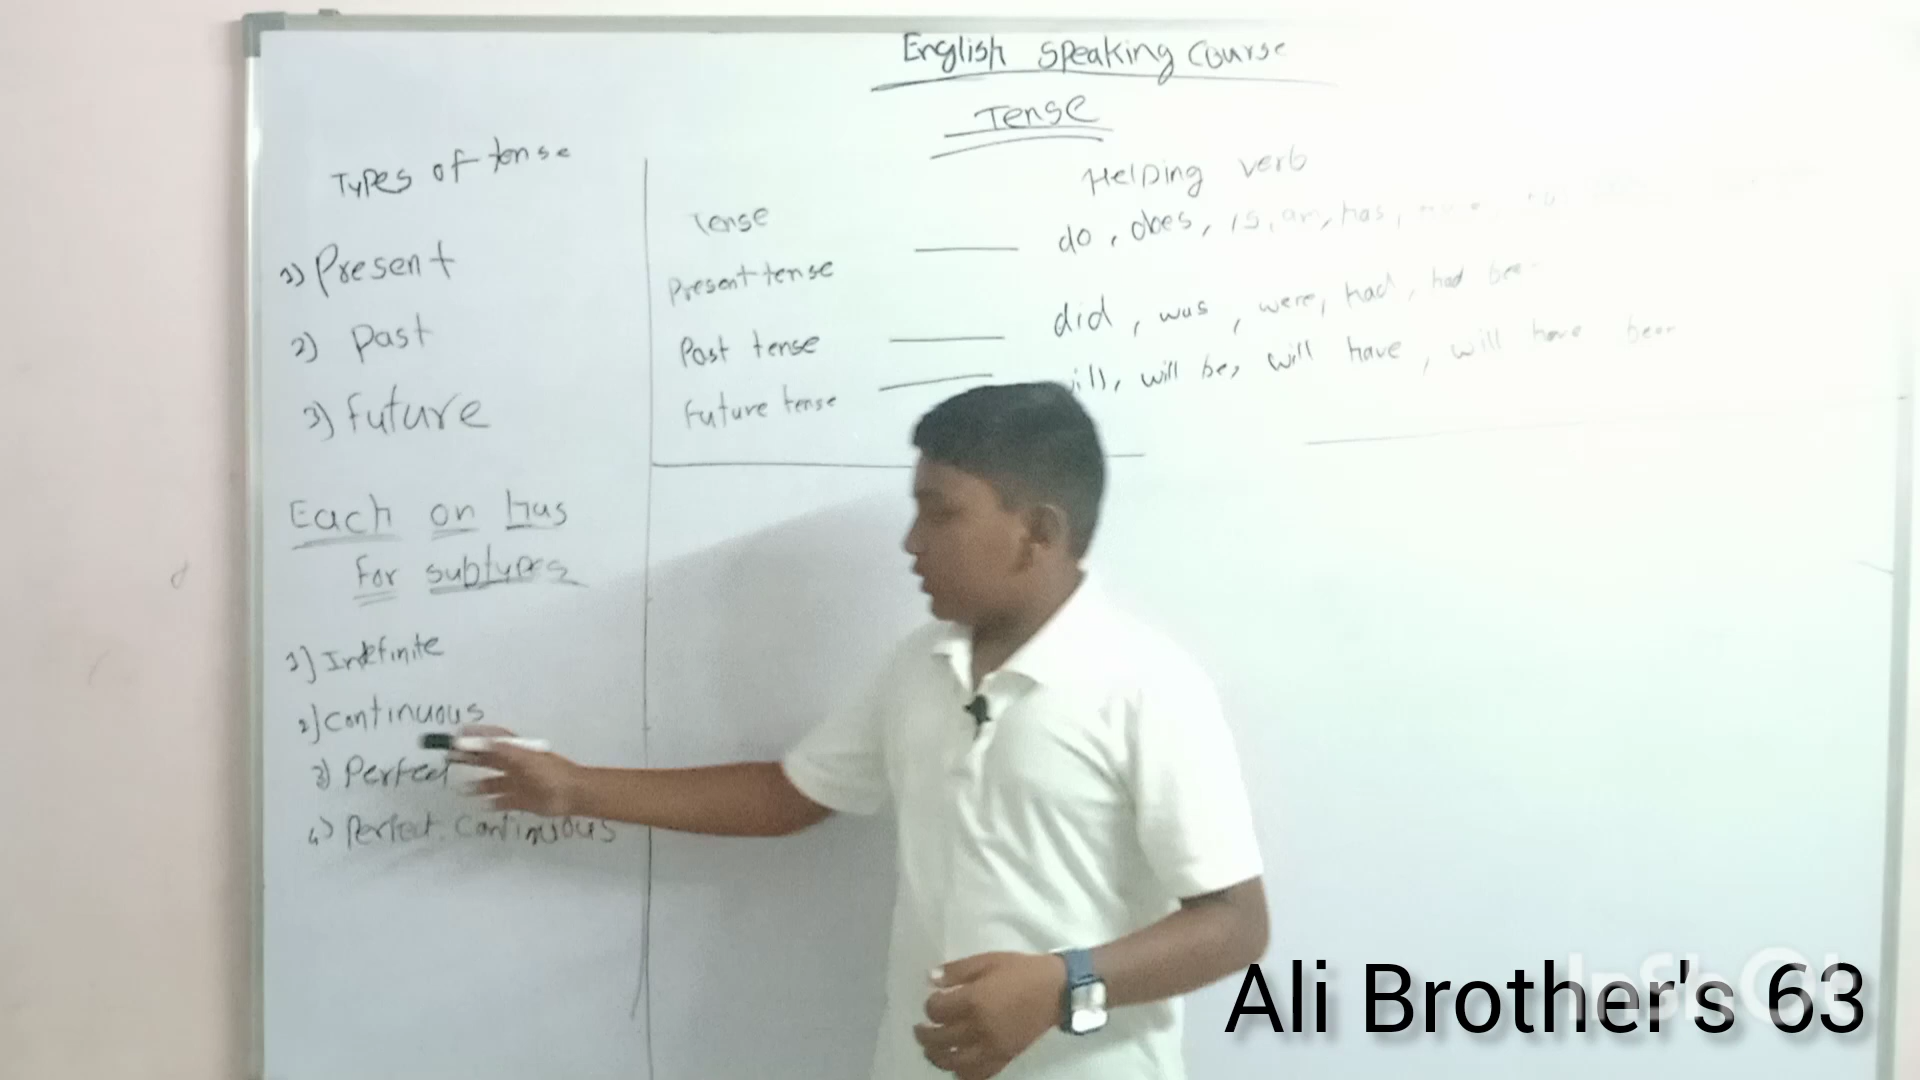 English Speaking Course
Tense
Types of tense
1) Present
2) Past
3) Future
Each on has
for subtypes
1) Indefinite
2) Continuous
3) Perfect
4) Perfect Continuous
Tense
Helping verb
Present tense
do, does, is, am, has,
Past tense
did, was, were, had, had been
Future tense
will be, will have, will have been
Ali Brother's 63